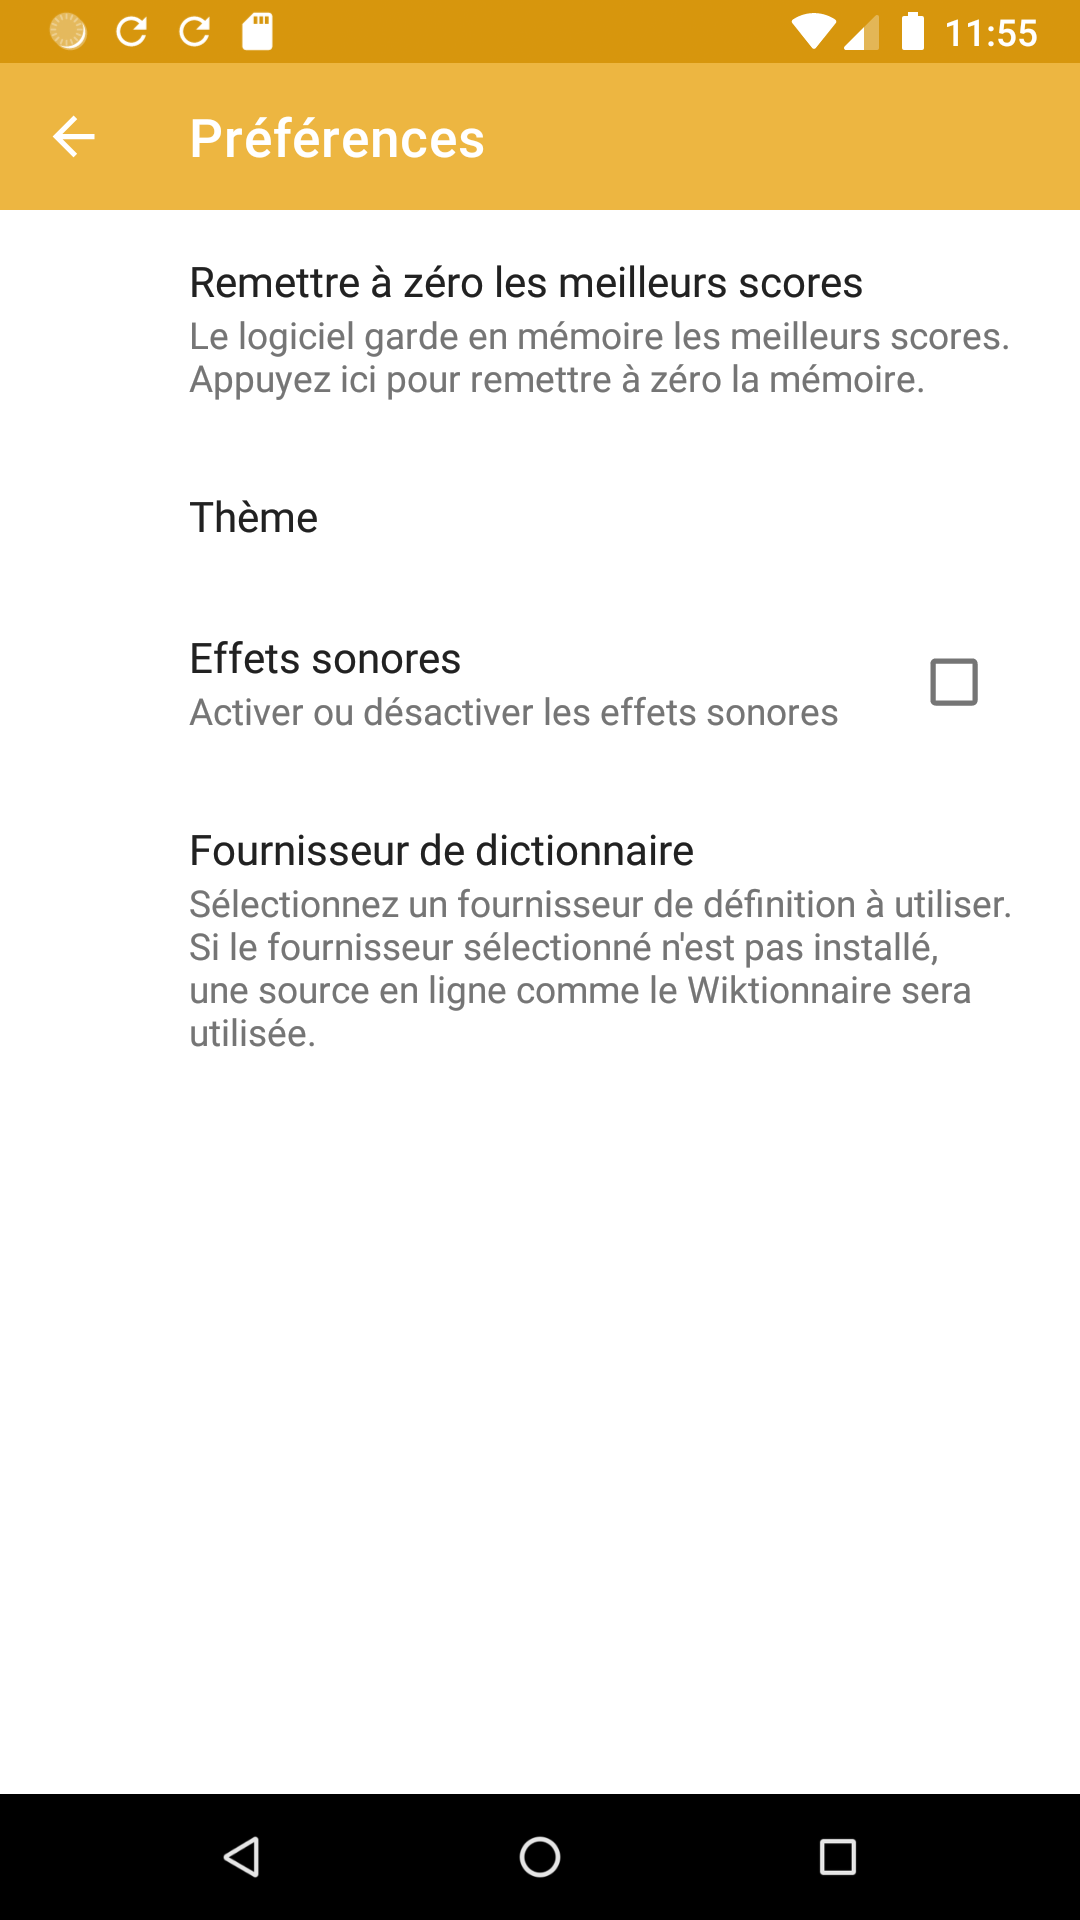 11:55
Préférences
Remettre à zéro les meilleurs scores
Le logiciel garde en mémoire les meilleurs scores.
Appuyez ici pour remettre à zéro la mémoire.
Thème
Effets sonores
Activer ou désactiver les effets sonores
Fournisseur de dictionnaire
Sélectionnez un fournisseur de définition à utiliser.
Si le fournisseur sélectionné n'est pas installé,
une source en ligne comme le Wiktionnaire sera
utilisée.